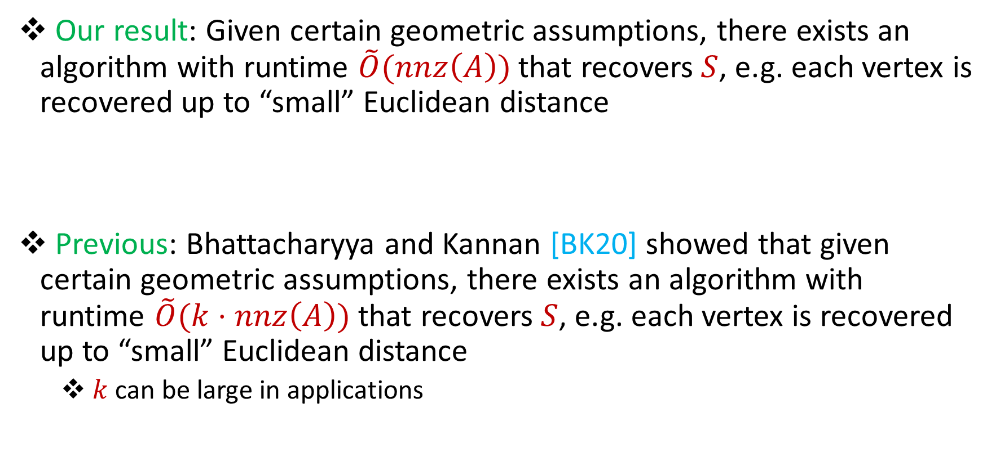 ❖ Our result: Given certain geometric assumptions, there exists an
algorithm with runtime Õ(nnz(A)) that recovers S, e.g. each vertex is
recovered up to “small” Euclidean distance
❖ Previous: Bhattacharyya and Kannan [BK20] showed that given
certain geometric assumptions, there exists an algorithm with
runtime Õ(k · nnz(A)) that recovers S, e.g. each vertex is recovered
up to “small” Euclidean distance
❖ k can be large in applications